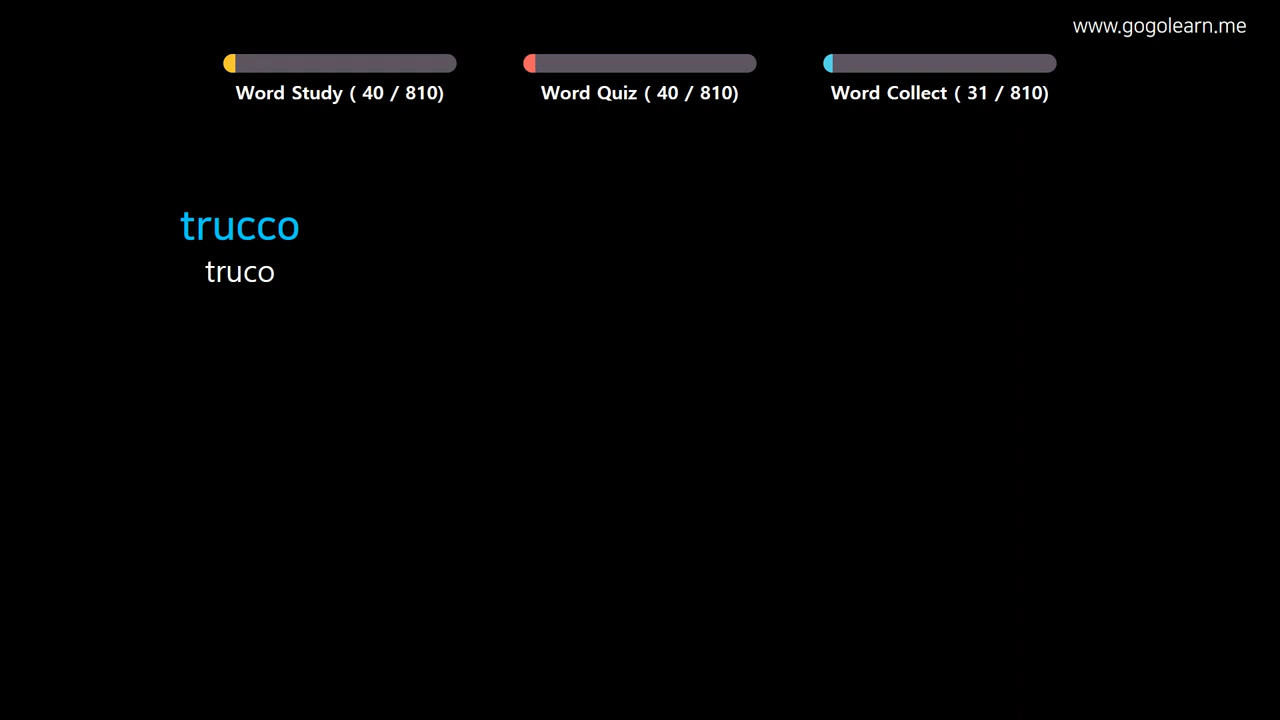 www.gogolearn.me
Word Study ( 40 / 810)
Word Quiz ( 40 / 810)
Word Collect ( 31 / 810)
trucco
truco